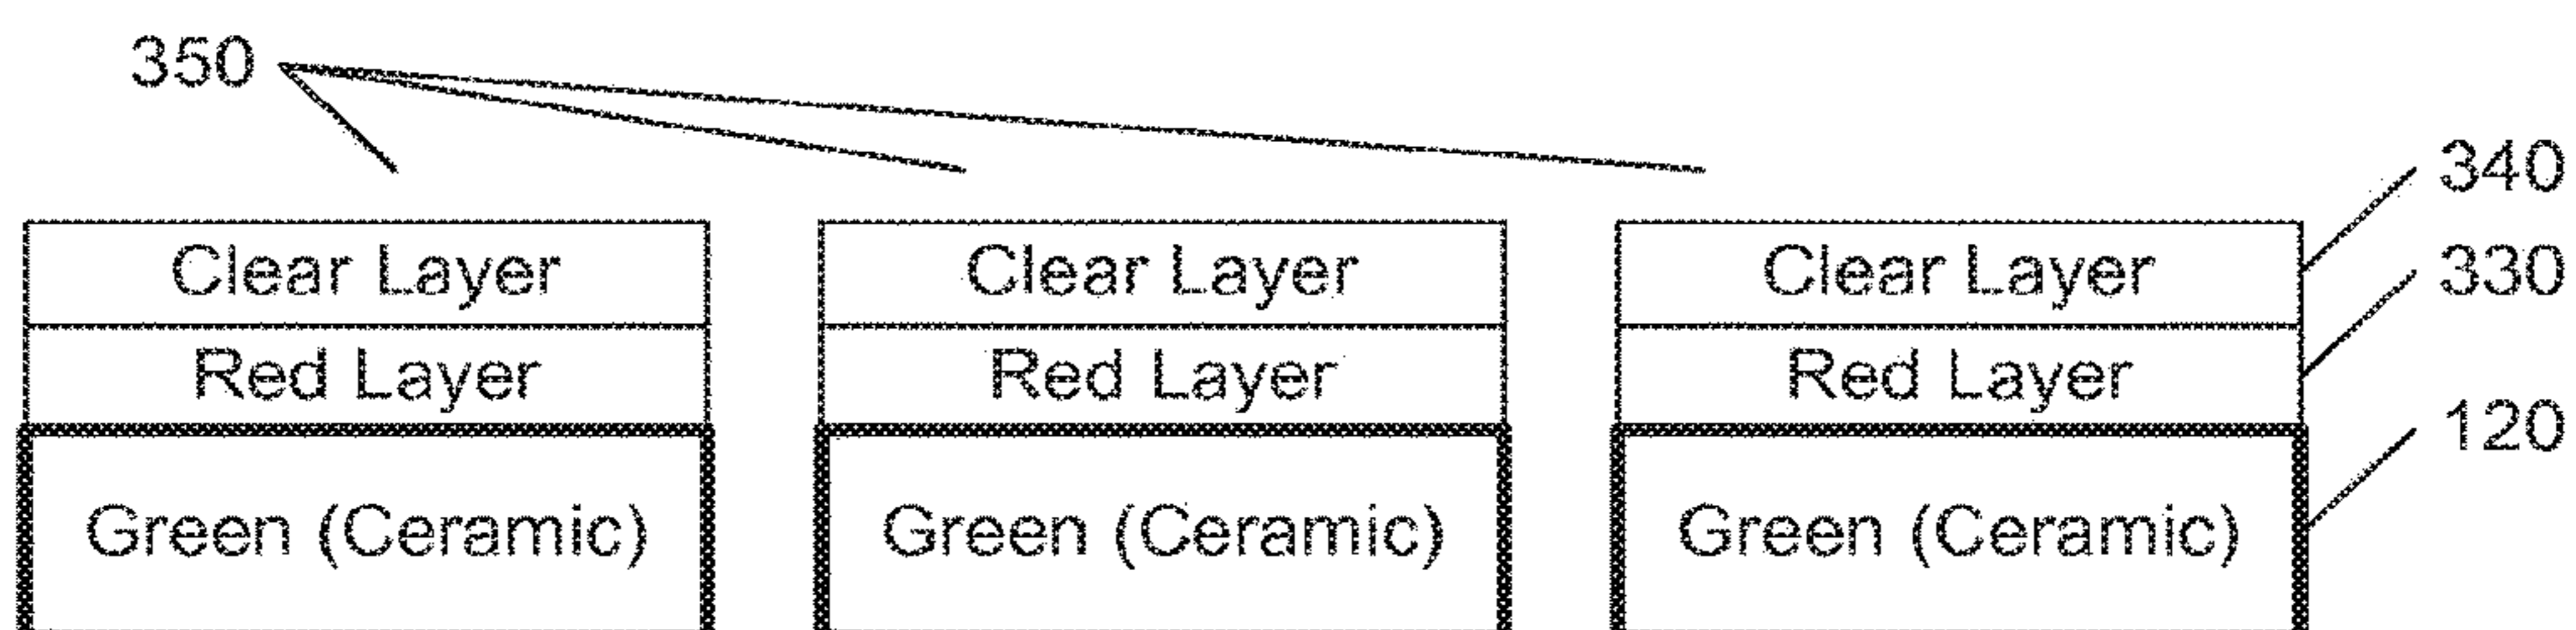 350
340
Clear Layer Clear Layer Clear Layer
330
Red Layer Red Layer Red Layer
120
Green (Ceramic) Green (Ceramic) Green (Ceramic)